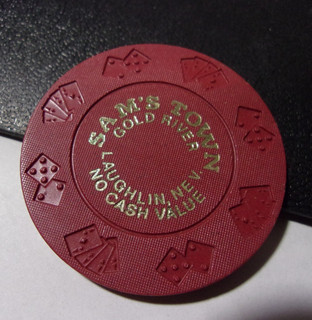 SAM'S TOWN
GOLD RIVER
LAUGHLIN, NEV.
NO CASH VALUE